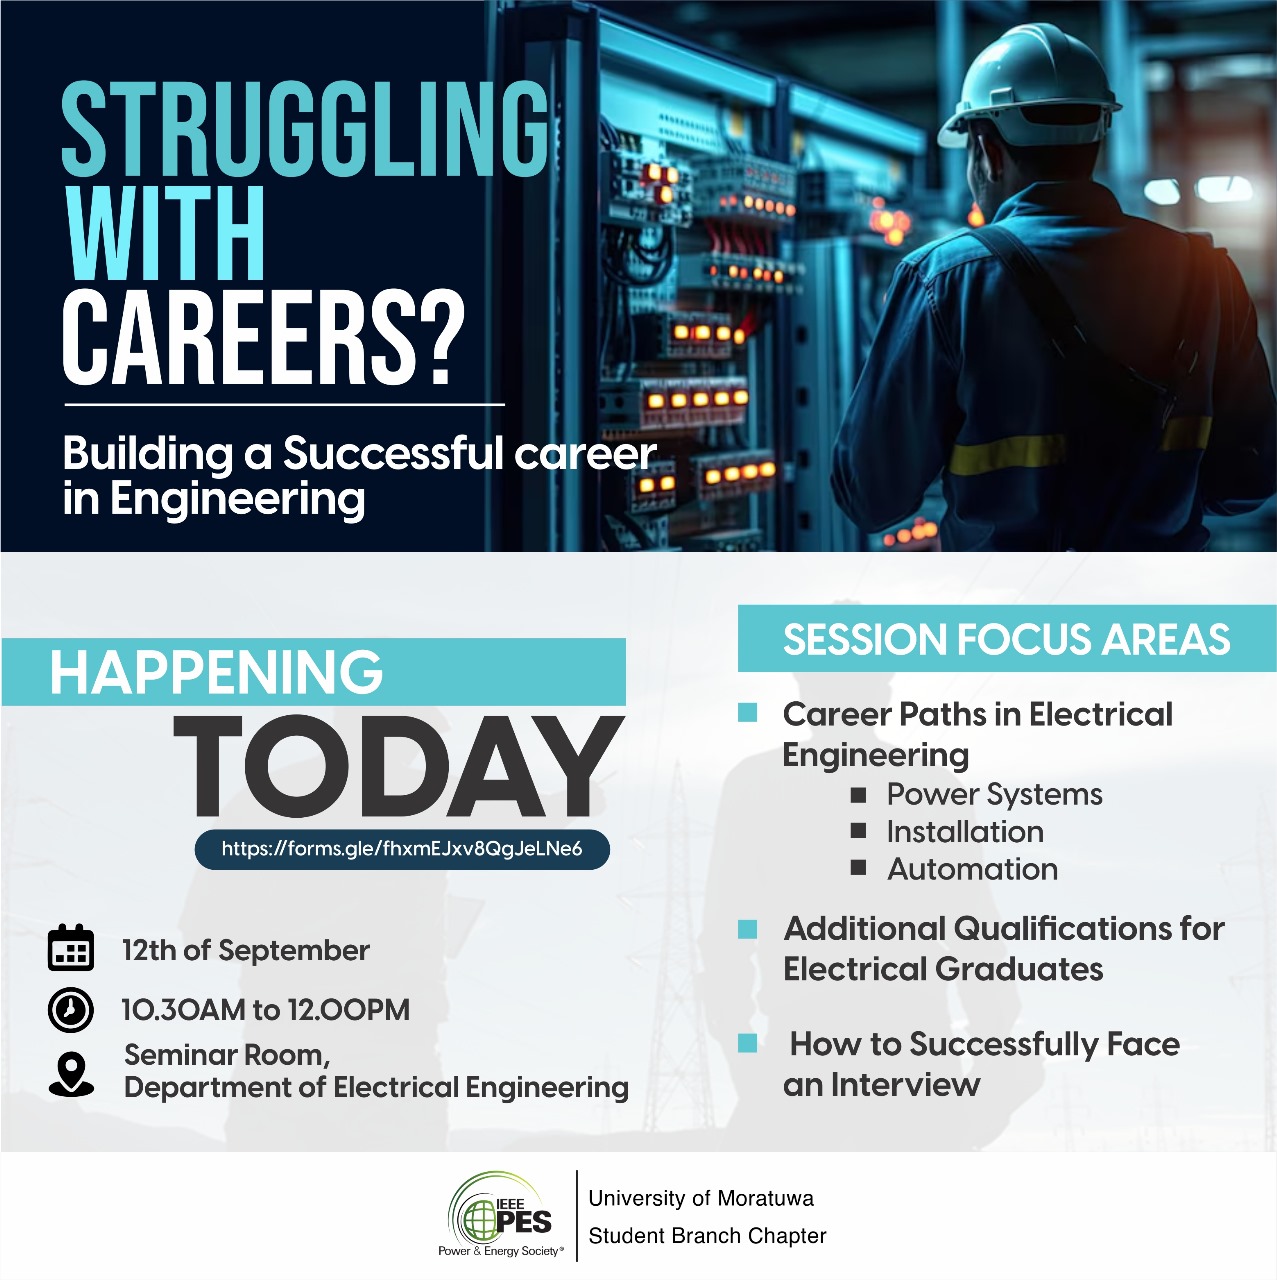 STRUGGLING
WITH
CAREERS?
Building a Successful career
in Engineering
HAPPENING
TODAY
https://forms.gle/fhxmEJxv8QgJeLNe6
12th of September
10.30AM to 12.00PM
Seminar Room,
Department of Electrical Engineering
SESSION FOCUS AREAS
Career Paths in Electrical
Engineering
Power Systems
Installation
Automation
Additional Qualifications for
Electrical Graduates
How to Successfully Face
an Interview
IEEE
PES
Power & Energy Society®
University of Moratuwa
Student Branch Chapter